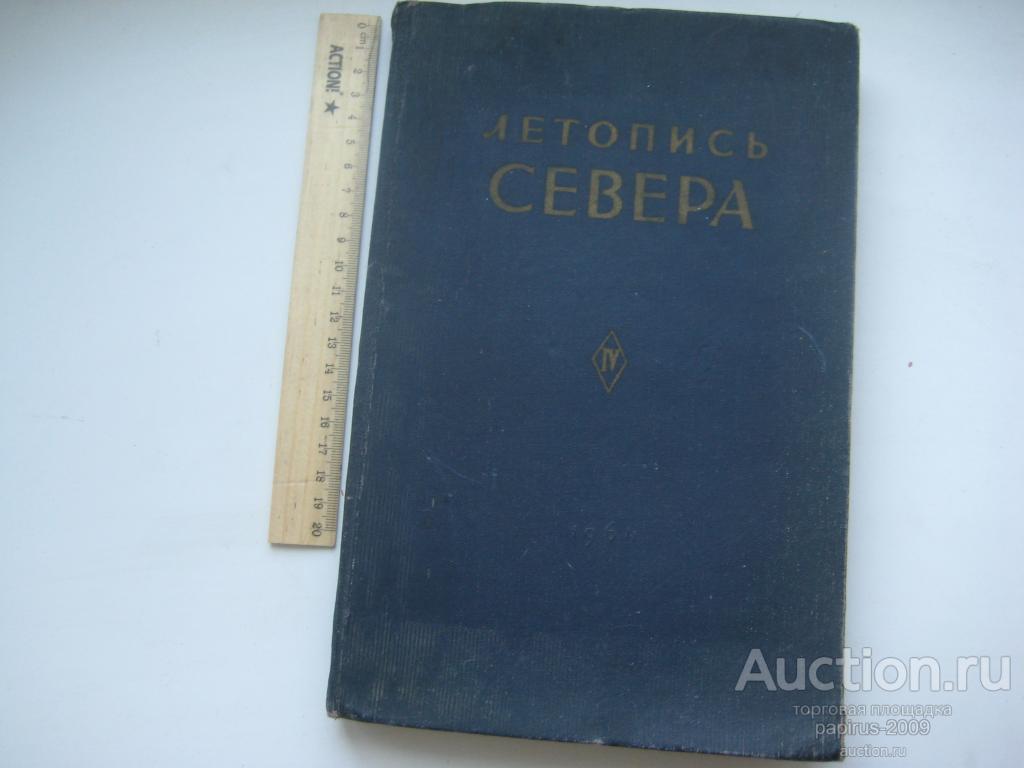 0 cm 1 2 3 4 5 6 7 8 9 10 11 12 13 14 15 16 17 18 19 20
ACTION!
ЛЕТОПИСЬ
СЕВЕРА
IV
Auction.ru
торговая площадка
papirus-2009
auction.ru